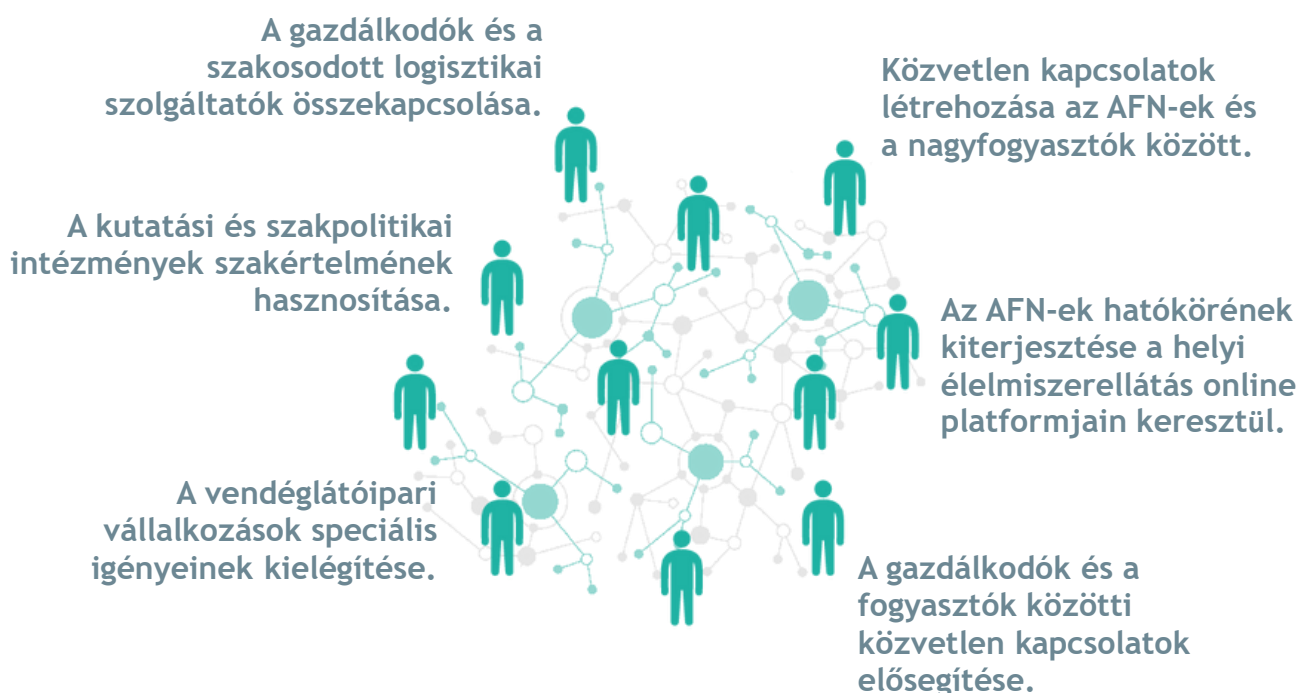 A gazdálkodók és a
szakosodott logisztikai
szolgáltatók összekapcsolása.
Közvetlen kapcsolatok
létrehozása az AFN-ek és
a nagyfogyasztók között.
A kutatási és szakpolitikai
intézmények szakértelmének
hasznosítása.
Az AFN-ek hatókörének
kiterjesztése a helyi
élelmiszerellátás online
platformjain keresztül.
A vendéglátóipari
vállalkozások speciális
igényeinek kielégítése.
A gazdálkodók és a
fogyasztók közötti
közvetlen kapcsolatok
elősegítése.